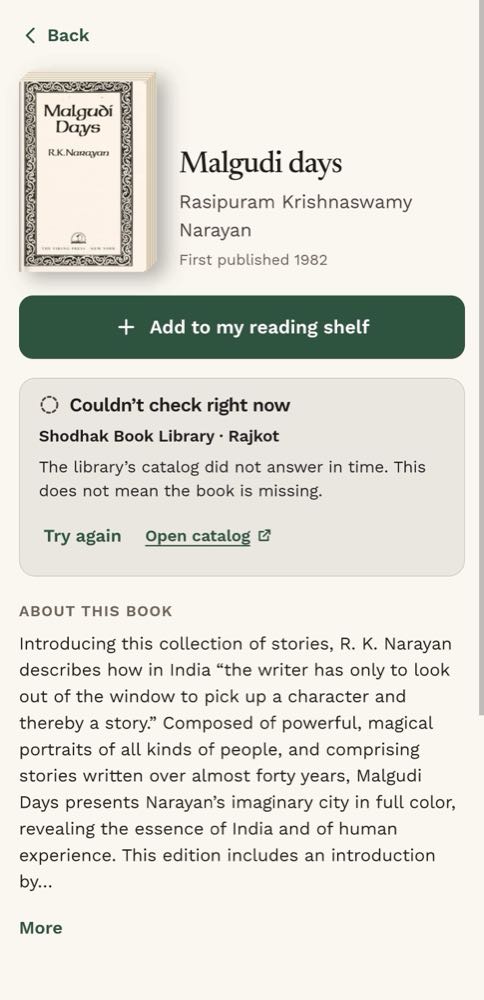 Back
Malgudi
Days
R.K.Narayan
THE VIKING PRESS · NEW YORK
Malgudi days
Rasipuram Krishnaswamy
Narayan
First published 1982
+ Add to my reading shelf
Couldn’t check right now
Shodhak Book Library · Rajkot
The library’s catalog did not answer in time. This
does not mean the book is missing.
Try again Open catalog
ABOUT THIS BOOK
Introducing this collection of stories, R. K. Narayan
describes how in India “the writer has only to look
out of the window to pick up a character and
thereby a story.” Composed of powerful, magical
portraits of all kinds of people, and comprising
stories written over almost forty years, Malgudi
Days presents Narayan’s imaginary city in full color,
revealing the essence of India and of human
experience. This edition includes an introduction
by...
More